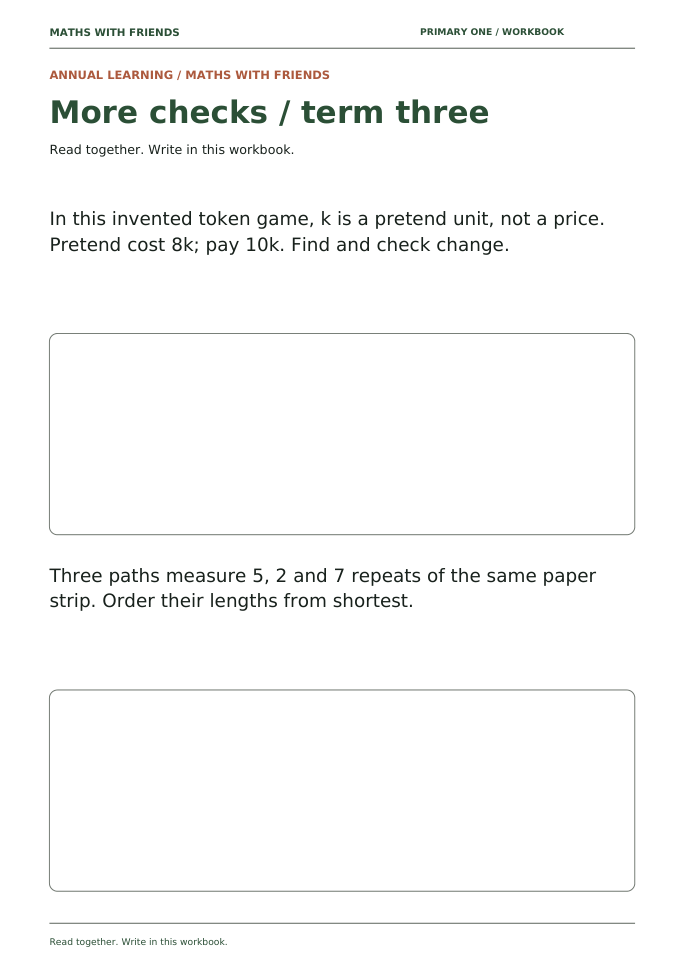 MATHS WITH FRIENDS
PRIMARY ONE / WORKBOOK
ANNUAL LEARNING / MATHS WITH FRIENDS
More checks / term three
Read together. Write in this workbook.
In this invented token game, k is a pretend unit, not a price.
Pretend cost 8k; pay 10k. Find and check change.
Three paths measure 5, 2 and 7 repeats of the same paper
strip. Order their lengths from shortest.
Read together. Write in this workbook.